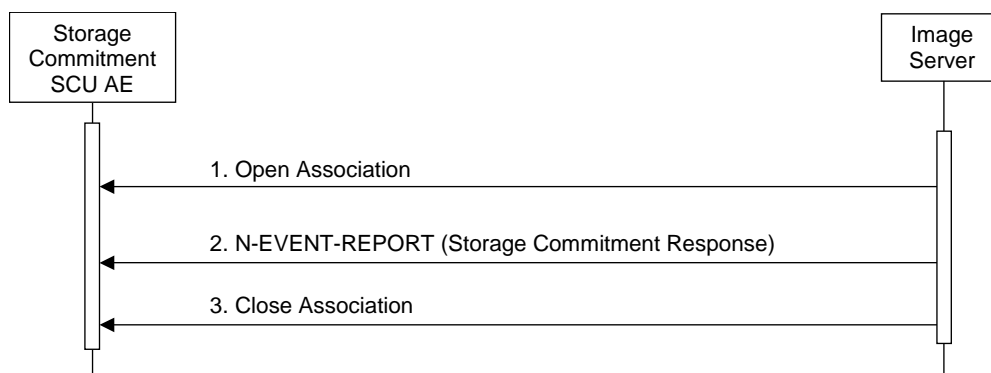 Storage
Commitment
SCU AE
Image
Server
1. Open Association
2. N-EVENT-REPORT (Storage Commitment Response)
3. Close Association